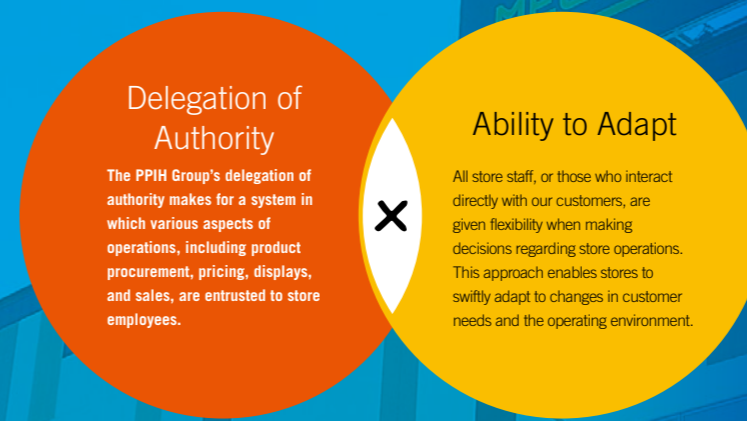 Delegation of
Authority
The PPIH Group's delegation of
authority makes for a system in
which various aspects of
operations, including product
procurement, pricing, displays,
and sales, are entrusted to store
employees.
×
Ability to Adapt
All store staff, or those who interact
directly with our customers, are
given flexibility when making
decisions regarding store operations.
This approach enables stores to
swiftly adapt to changes in customer
needs and the operating environment.